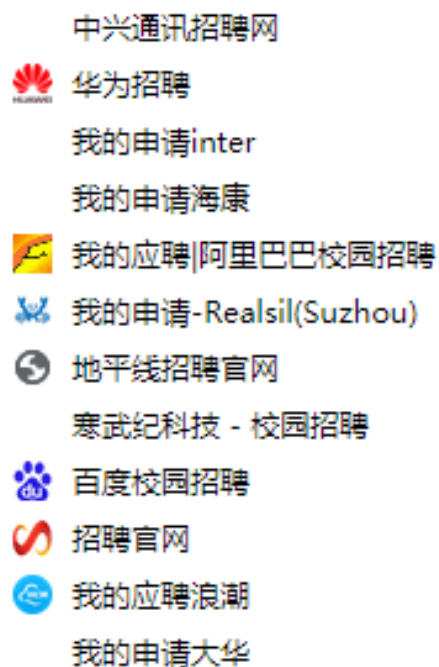 中兴通讯招聘网
华为招聘
我的申请inter
我的申请海康
我的应聘|阿里巴巴校园招聘
我的申请-Realsil(Suzhou)
地平线招聘官网
寒武纪科技 - 校园招聘
百度校园招聘
招聘官网
我的应聘浪潮
我的申请大华